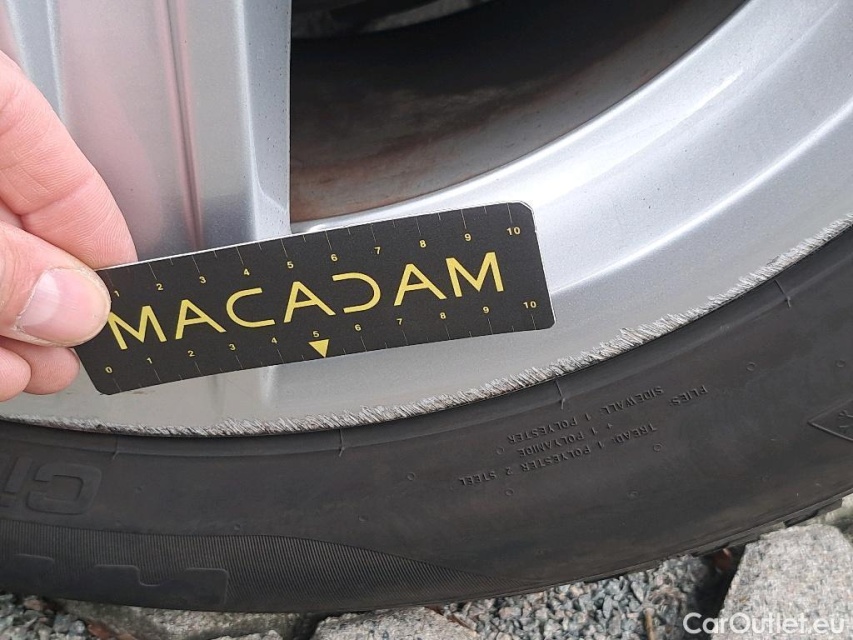 1 2 3 4 5 6 7 8 9 10
MACADAM
0 1 2 3 4 5 6 7 8 9 10
PLIES:
SIDEWALL 1 POLYESTER
TREAD: 1 POLYESTER 2 STEEL
1 POLYAMIDE
CarOutlet.eu